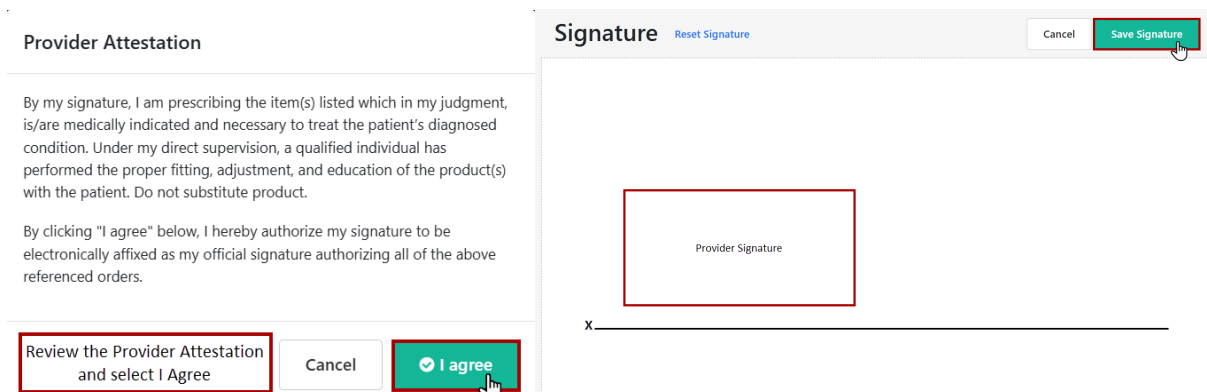 Provider Attestation
By my signature, I am prescribing the item(s) listed which in my judgment,
is/are medically indicated and necessary to treat the patient's diagnosed
condition. Under my direct supervision, a qualified individual has
performed the proper fitting, adjustment, and education of the product(s)
with the patient. Do not substitute product.
By clicking "I agree" below, I hereby authorize my signature to be
electronically affixed as my official signature authorizing all of the above
referenced orders.
Review the Provider Attestation
and select I Agree
Cancel
I agree
Signature
Reset Signature
Cancel
Save Signature
Provider Signature
X